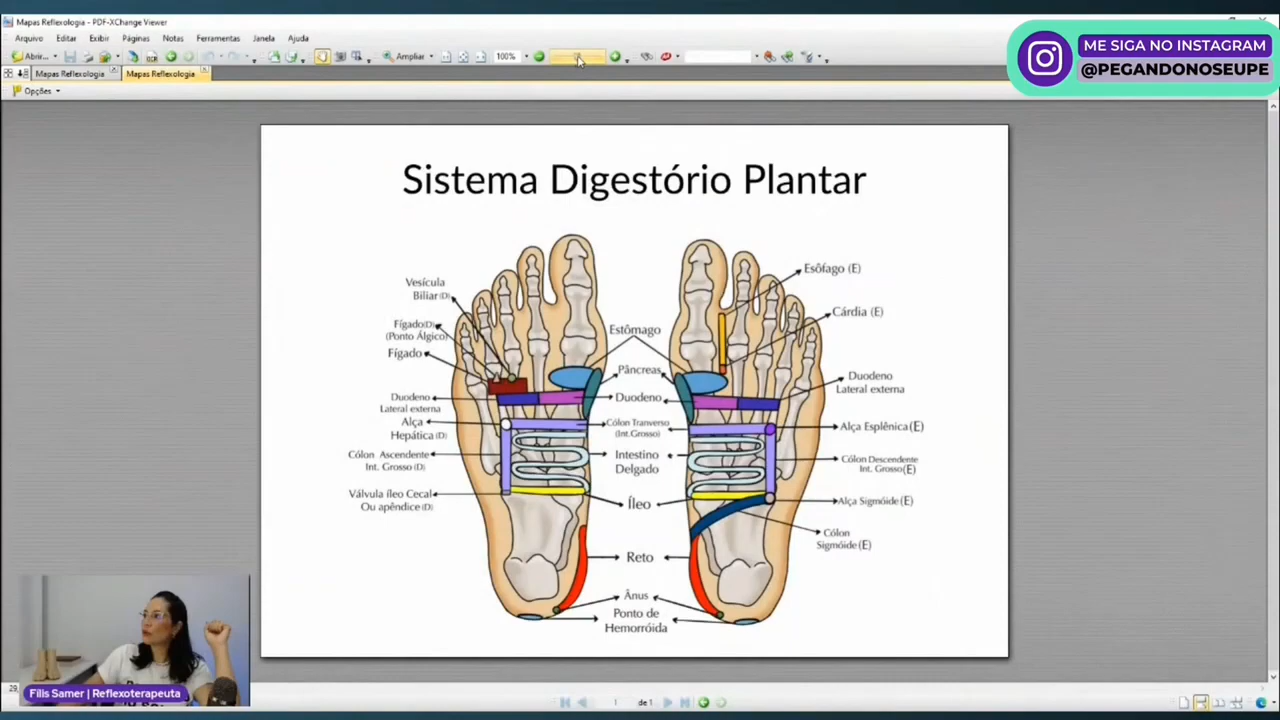 Mapas Reflexologia - PDF-XChange Viewer
Arquivo Editar Exibir Páginas Notas Ferramentas Janela Ajuda
Abrir... OCR Ampliar 100%
Mapas Reflexologia Mapas Reflexologia
Opções
ME SIGA NO INSTAGRAM
@PEGANDONOSEUPE
Sistema Digestório Plantar
Vesícula
Biliar (D)
Fígado(D)
(Ponto Álgico)
Fígado
Duodeno
Lateral externa
Alça
Hepática (D)
Cólon Ascendente
Int. Grosso (D)
Válvula íleo Cecal
Ou apêndice (D)
Estômago
Pâncreas
Duodeno
Cólon Tranverso
(Int.Grosso)
Intestino
Delgado
Íleo
Reto
Ânus
Ponto de
Hemorróida
Esôfago (E)
Cárdia (E)
Duodeno
Lateral externa
Alça Esplênica (E)
Cólon Descendente
Int. Grosso(E)
Alça Sigmóide (E)
Cólon
Sigmóide (E)
Fílis Samer | Reflexoterapeuta
1 de 1